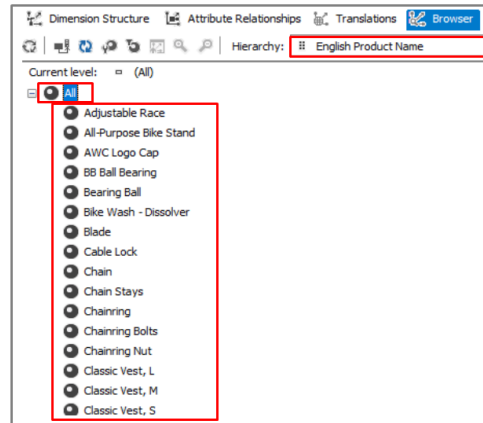 Dimension Structure Attribute Relationships Translations Browser
Hierarchy: English Product Name
Current level: (All)
All
Adjustable Race
All-Purpose Bike Stand
AWC Logo Cap
BB Ball Bearing
Bearing Ball
Bike Wash - Dissolver
Blade
Cable Lock
Chain
Chain Stays
Chainring
Chainring Bolts
Chainring Nut
Classic Vest, L
Classic Vest, M
Classic Vest, S